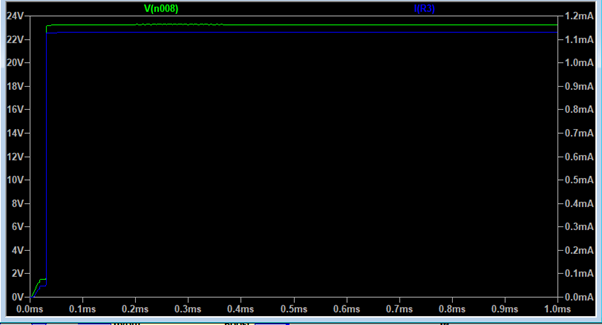 V(n008) I(R3)
24V 1.2mA
22V 1.1mA
20V 1.0mA
18V 0.9mA
16V 0.8mA
14V 0.7mA
12V 0.6mA
10V 0.5mA
8V 0.4mA
6V 0.3mA
4V 0.2mA
2V 0.1mA
0V 0.0mA
0.0ms 0.1ms 0.2ms 0.3ms 0.4ms 0.5ms 0.6ms 0.7ms 0.8ms 0.9ms 1.0ms